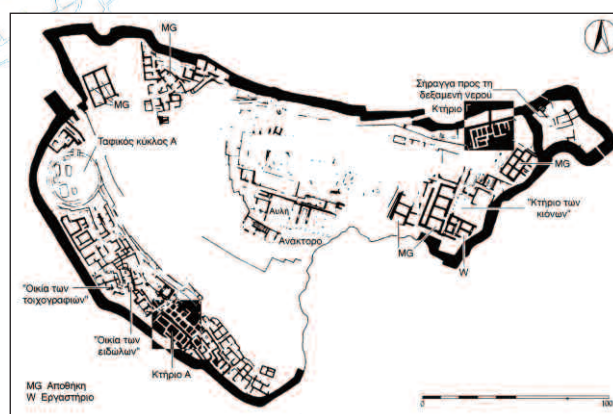 MG
Σήραγγα προς τη
δεξαμενή νερού
Κτήριο
MG
Ταφικός κύκλος Α
MG
"Κτήριο των
κιόνων"
Αυλή
Ανάκτορο
MG
W
"Οικία των
τοιχογραφιών"
"Οικία των
ειδώλων"
Κτήριο Α
MG Αποθήκη
W Εργαστήριο
0
100